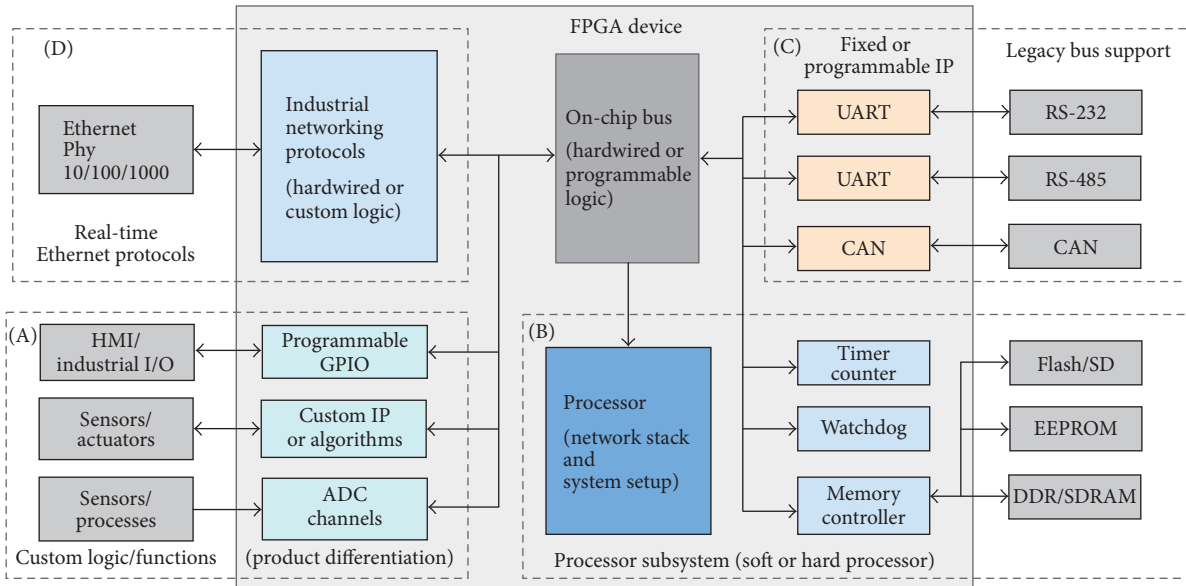 FPGA device
(D)
Industrial
networking
protocols
(hardwired or
custom logic)
Ethernet
Phy
10/100/1000
Real-time
Ethernet protocols
On-chip bus
(hardwired or
programmable
logic)
(C)
Fixed or
programmable IP
Legacy bus support
UART
RS-232
UART
RS-485
CAN
CAN
(A)
HMI/
industrial I/O
Programmable
GPIO
Sensors/
actuators
Custom IP
or algorithms
Sensors/
processes
ADC
channels
Custom logic/functions
(product differentiation)
(B)
Processor
(network stack
and
system setup)
Timer
counter
Watchdog
Memory
controller
Flash/SD
EEPROM
DDR/SDRAM
Processor subsystem (soft or hard processor)